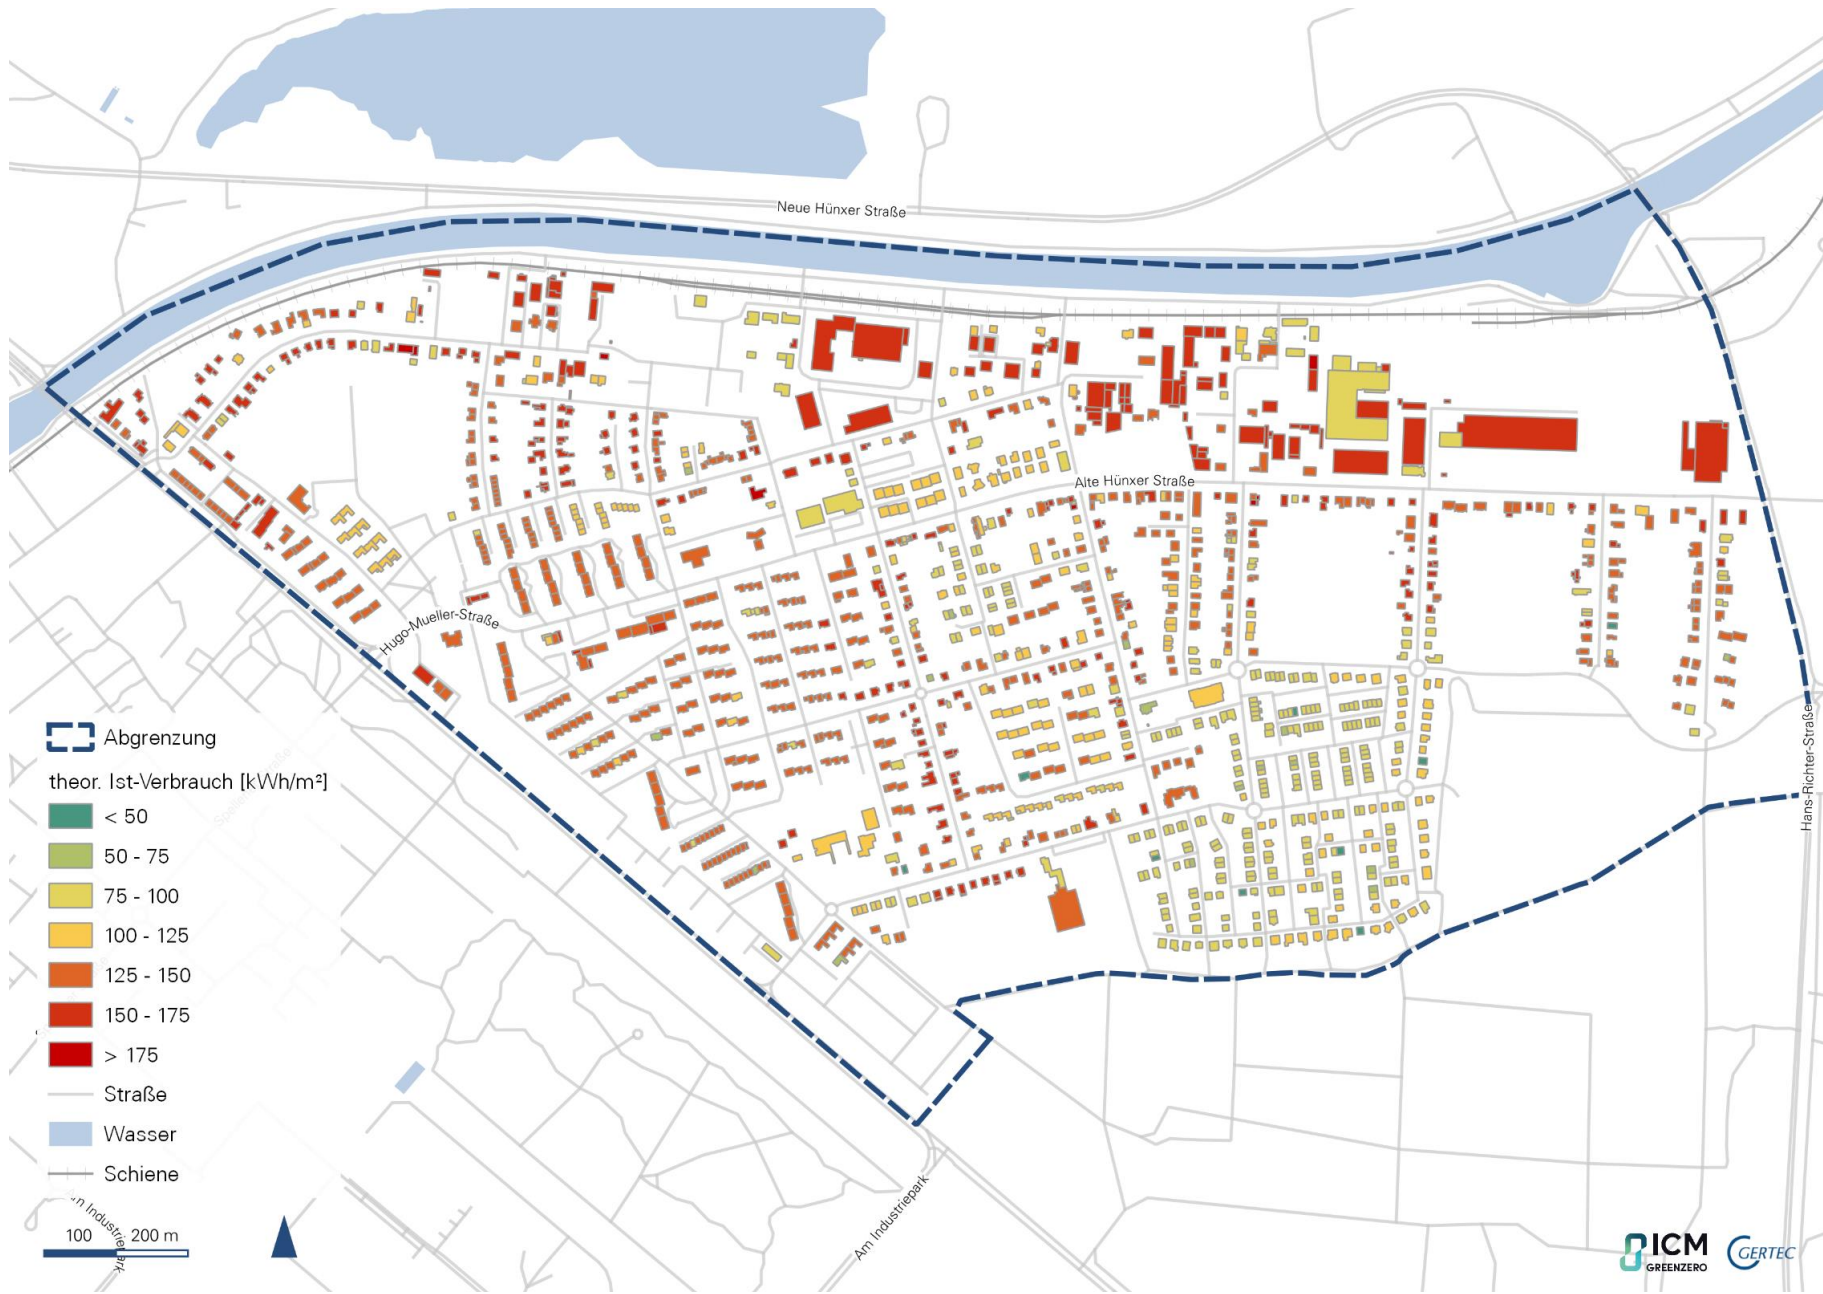 Neue Hünxer Straße
Alte Hünxer Straße
Hugo-Mueller-Straße
Hans-Richter-Straße
Abgrenzung
theor. Ist-Verbrauch [kWh/m²]
< 50
50 - 75
75 - 100
100 - 125
125 - 150
150 - 175
> 175
Straße
Wasser
Schiene
100 200 m
Am Industriepark
ICM
GREENZERO
GERTEC